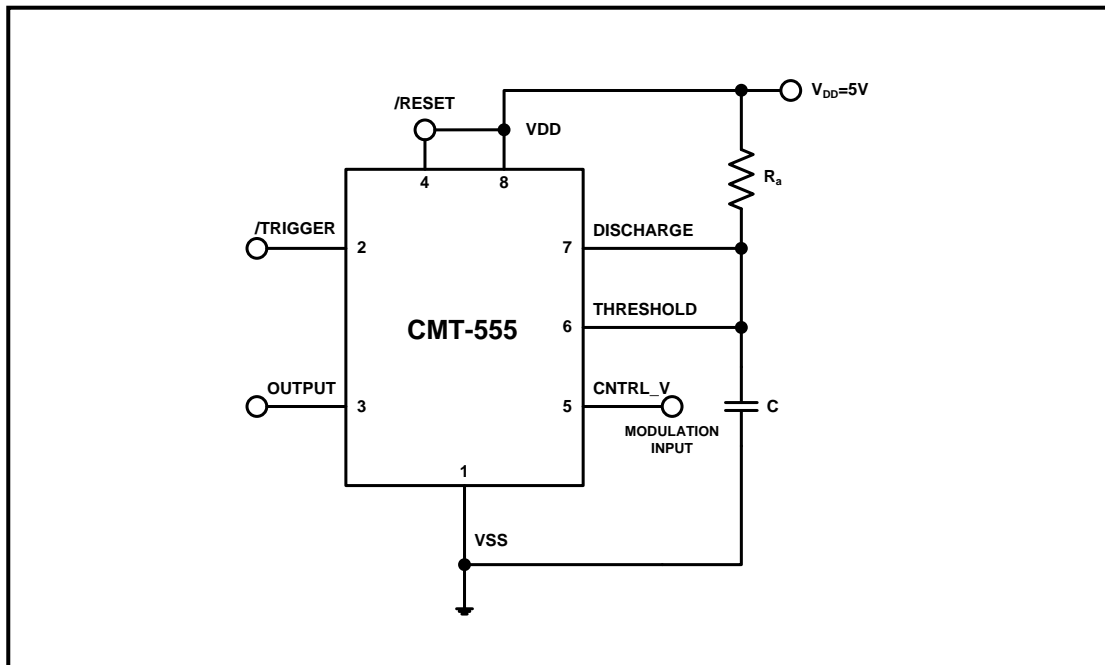 V_DD=5V
/RESET
VDD
4
8
R_a
/TRIGGER
2
DISCHARGE
7
THRESHOLD
6
CMT-555
OUTPUT
3
CNTRL_V
5
C
MODULATION
INPUT
1
VSS